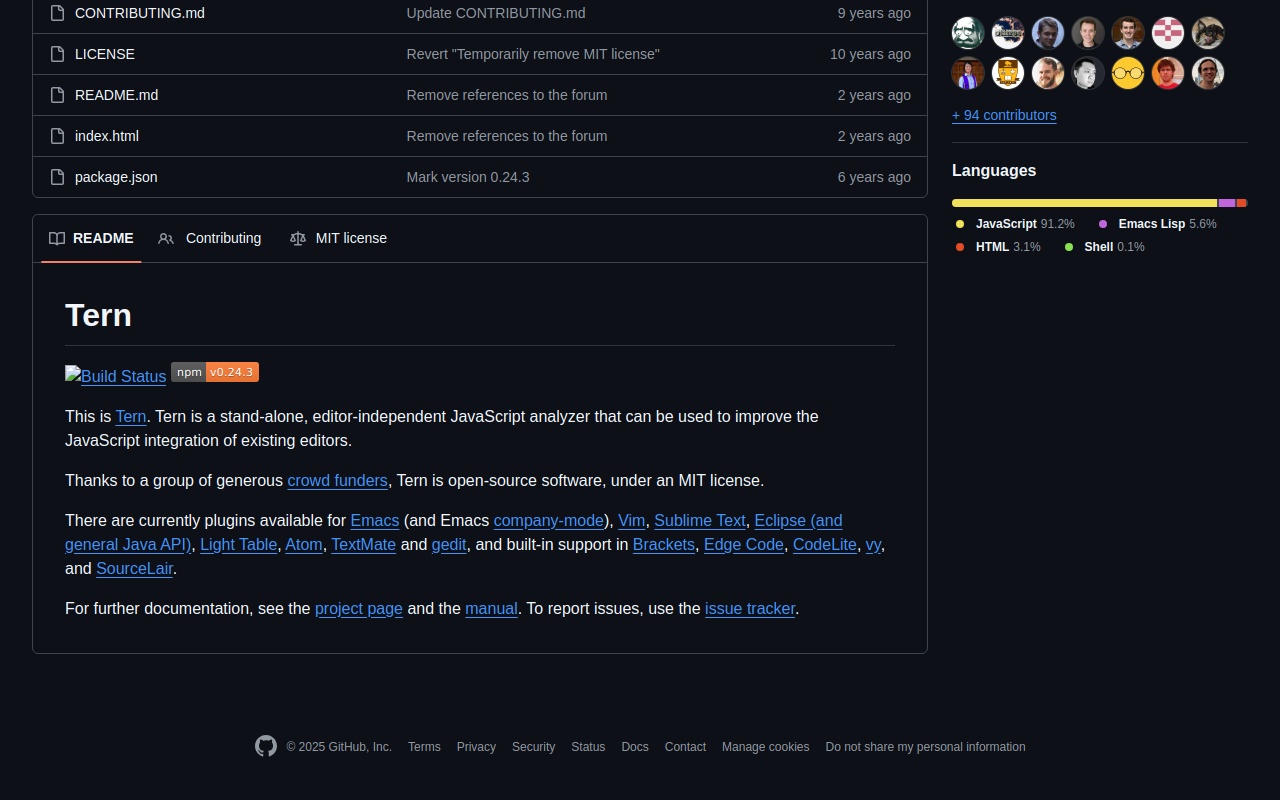 CONTRIBUTING.md Update CONTRIBUTING.md 9 years ago
LICENSE Revert "Temporarily remove MIT license" 10 years ago
README.md Remove references to the forum 2 years ago
index.html Remove references to the forum 2 years ago
package.json Mark version 0.24.3 6 years ago
README Contributing MIT license
Tern
Build Status npm v0.24.3
This is Tern. Tern is a stand-alone, editor-independent JavaScript analyzer that can be used to improve the
JavaScript integration of existing editors.
Thanks to a group of generous crowd funders, Tern is open-source software, under an MIT license.
There are currently plugins available for Emacs (and Emacs company-mode), Vim, Sublime Text, Eclipse (and
general Java API), Light Table, Atom, TextMate and gedit, and built-in support in Brackets, Edge Code, CodeLite, vy,
and SourceLair.
For further documentation, see the project page and the manual. To report issues, use the issue tracker.
+ 94 contributors
Languages
JavaScript 91.2% Emacs Lisp 5.6%
HTML 3.1% Shell 0.1%
© 2025 GitHub, Inc. Terms Privacy Security Status Docs Contact Manage cookies Do not share my personal information